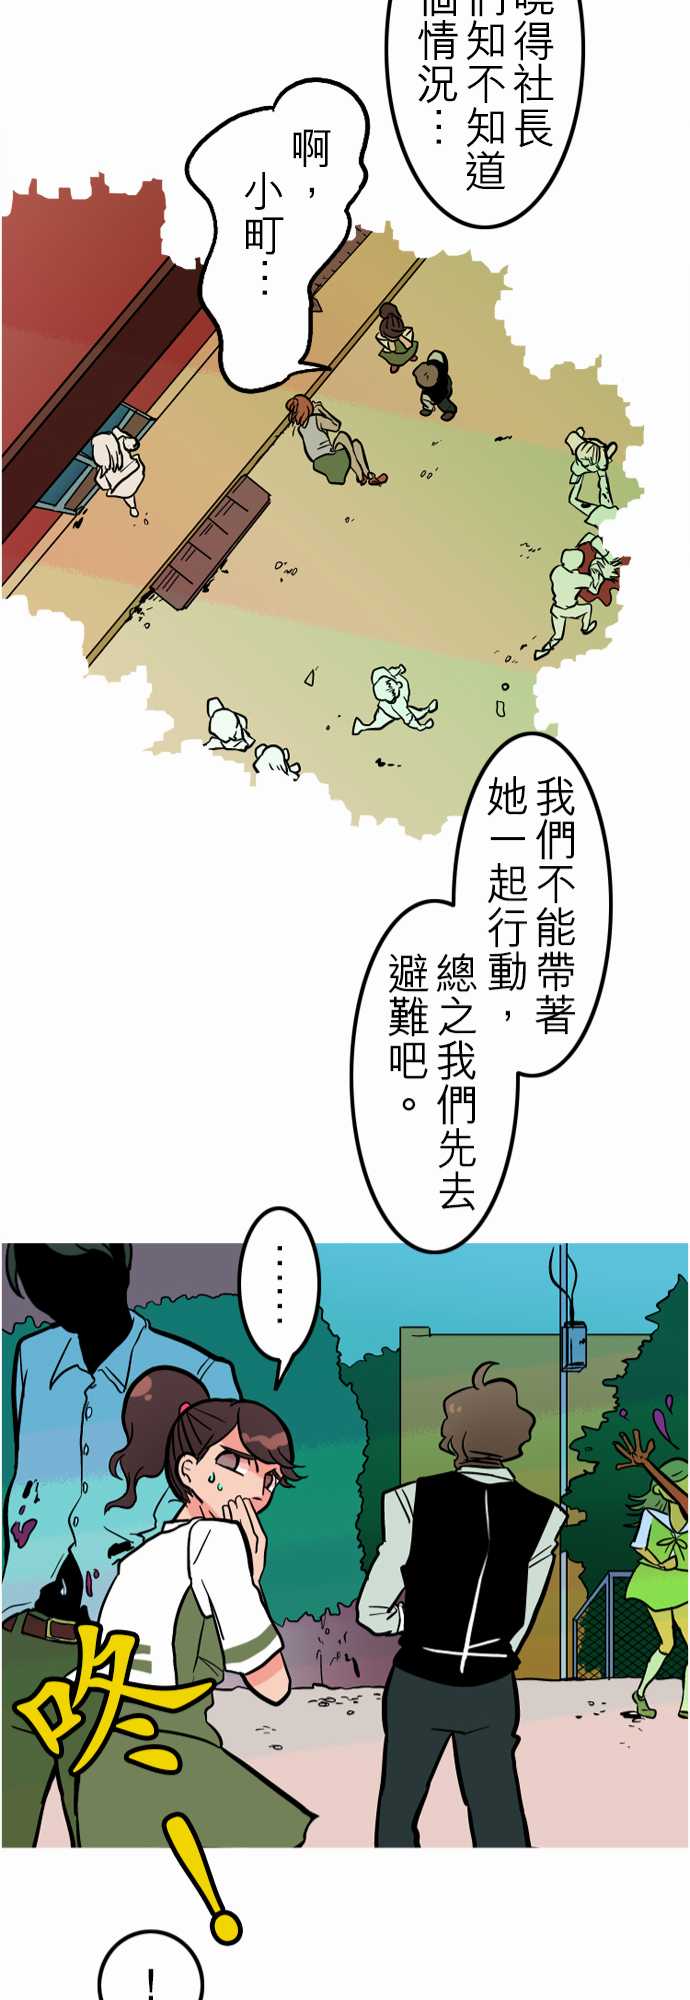 曉得社長
們知不知道
個情況⋯
啊，
小町⋯
我們不能帶著
她一起行動，
總之我們先去
避難吧。
⋯⋯
咚！
！